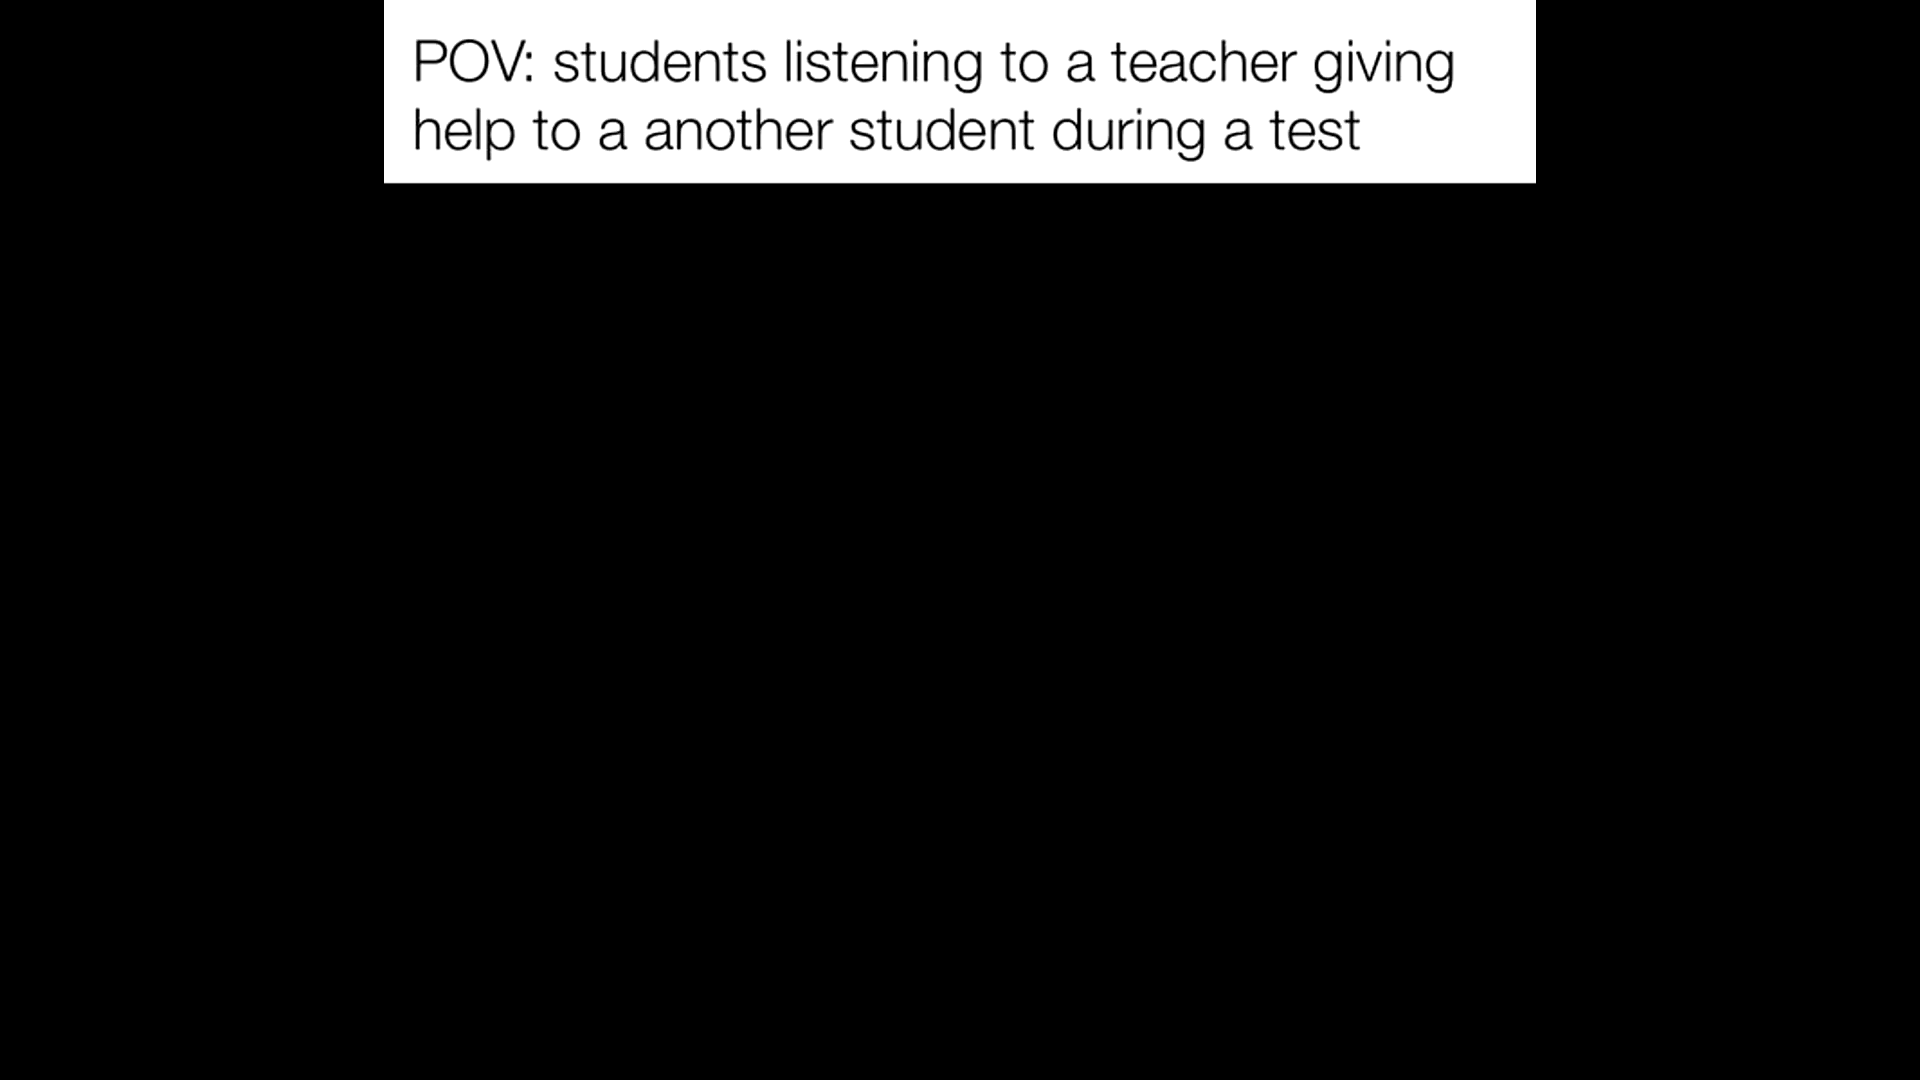 POV: students listening to a teacher giving
help to a another student during a test